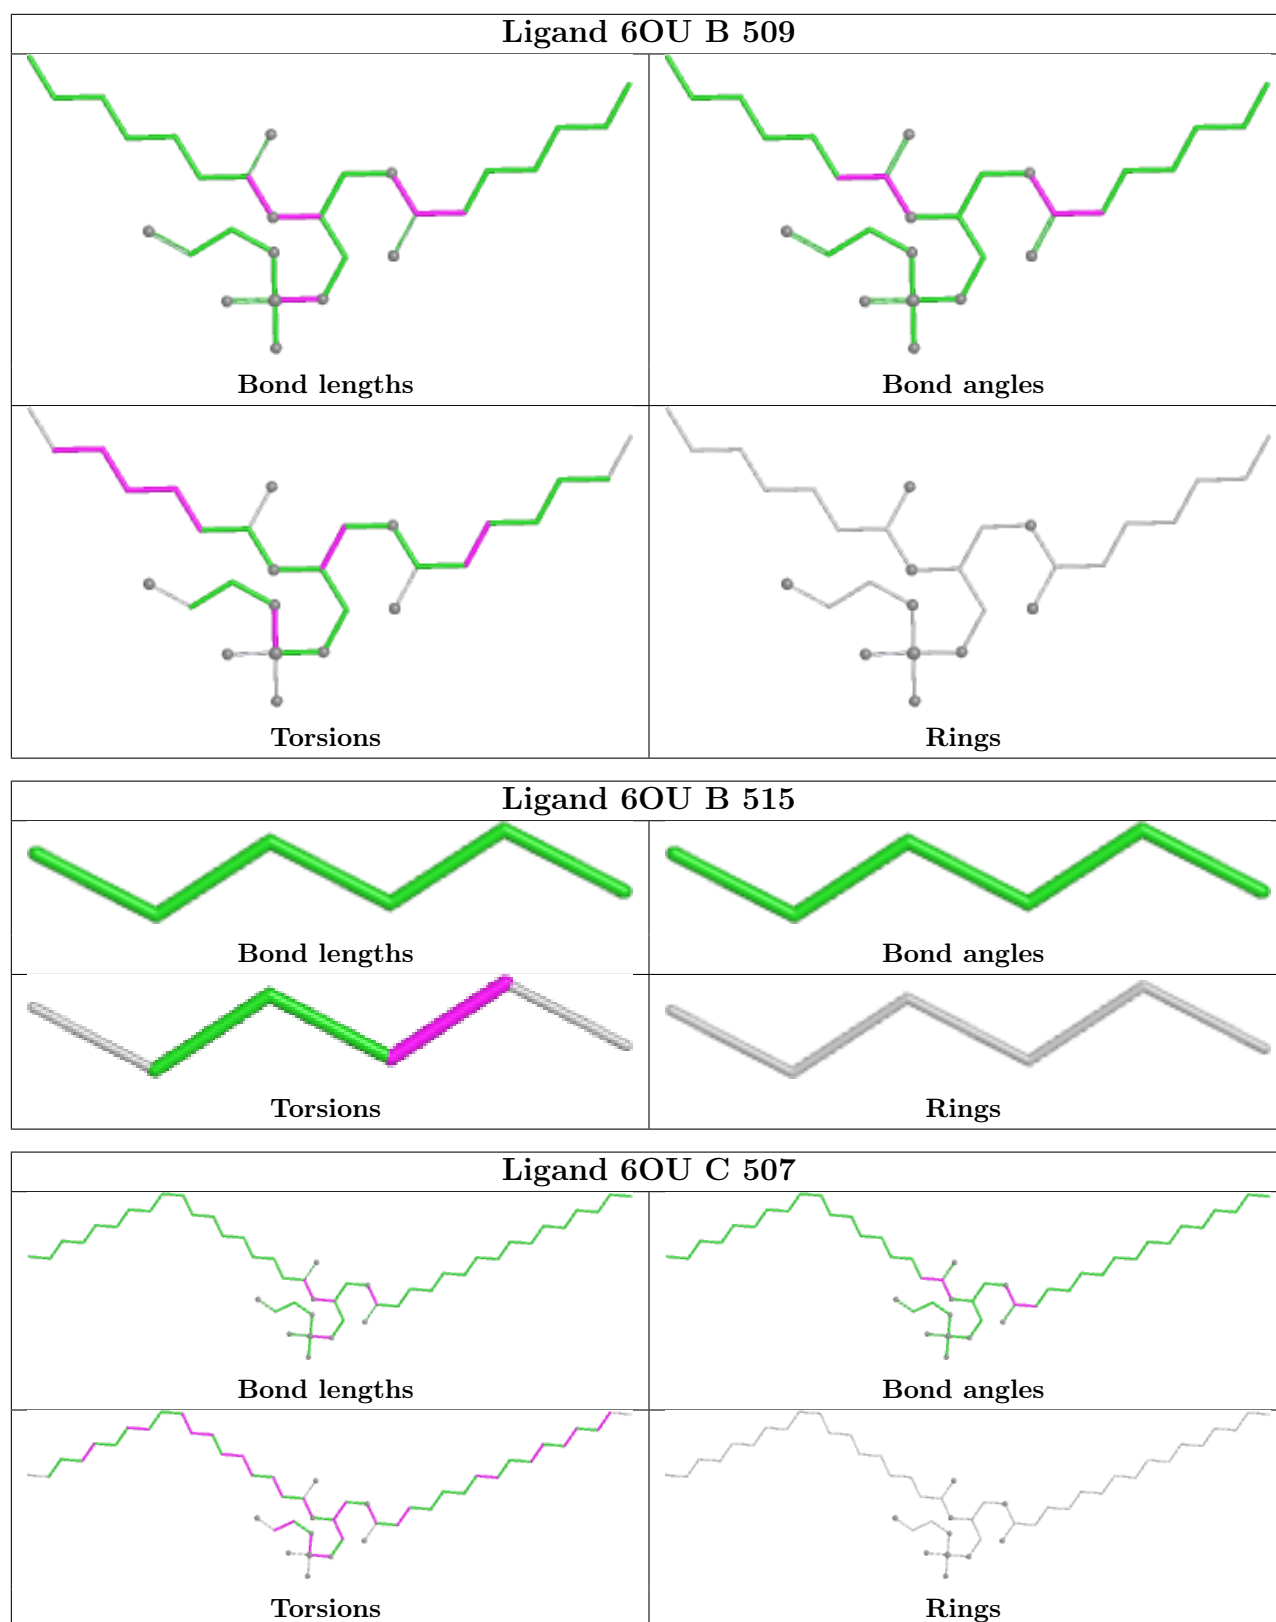 Ligand 6OU B 509
Bond lengths
Bond angles
Torsions
Rings
Ligand 6OU B 515
Bond lengths
Bond angles
Torsions
Rings
Ligand 6OU C 507
Bond lengths
Bond angles
Torsions
Rings